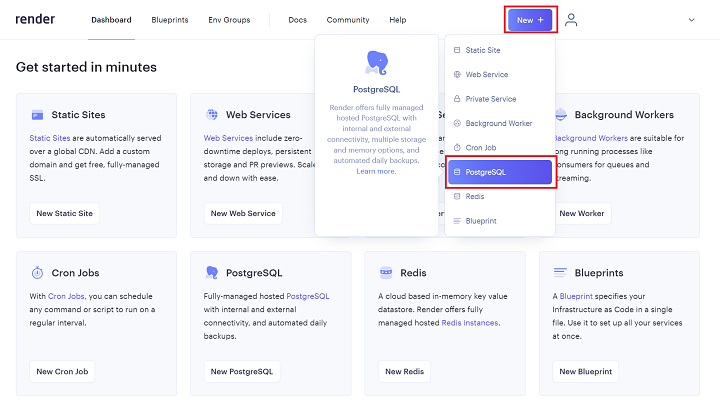 render
Dashboard
Blueprints
Env Groups
Docs
Community
Help
New +
Get started in minutes
PostgreSQL
Render offers fully managed
hosted PostgreSQL with
internal and external
connectivity, multiple storage
and memory options, and
automated daily backups.
Learn more.
Static Site
Web Service
Private Service
Background Worker
Cron Job
PostgreSQL
Redis
Blueprint
Static Sites
Static Sites are automatically served
over a global CDN. Add a custom
domain and get free, fully-managed
SSL.
New Static Site
Web Services
Web Services include zero-
downtime deploys, persistent
storage and PR previews. Scale
and down with ease.
New Web Service
Background Workers
Background Workers are suitable for
long running processes like
consumers for queues and
streaming.
New Worker
Cron Jobs
With Cron Jobs, you can schedule
any command or script to run on a
regular interval.
New Cron Job
PostgreSQL
Fully-managed hosted PostgreSQL
with internal and external
connectivity, and automated daily
backups.
New PostgreSQL
Redis
A cloud based in-memory key value
datastore. Render offers fully
managed hosted Redis instances.
New Redis
Blueprints
A Blueprint specifies your
Infrastructure as Code in a single
file. Use it to set up all your services
at once.
New Blueprint